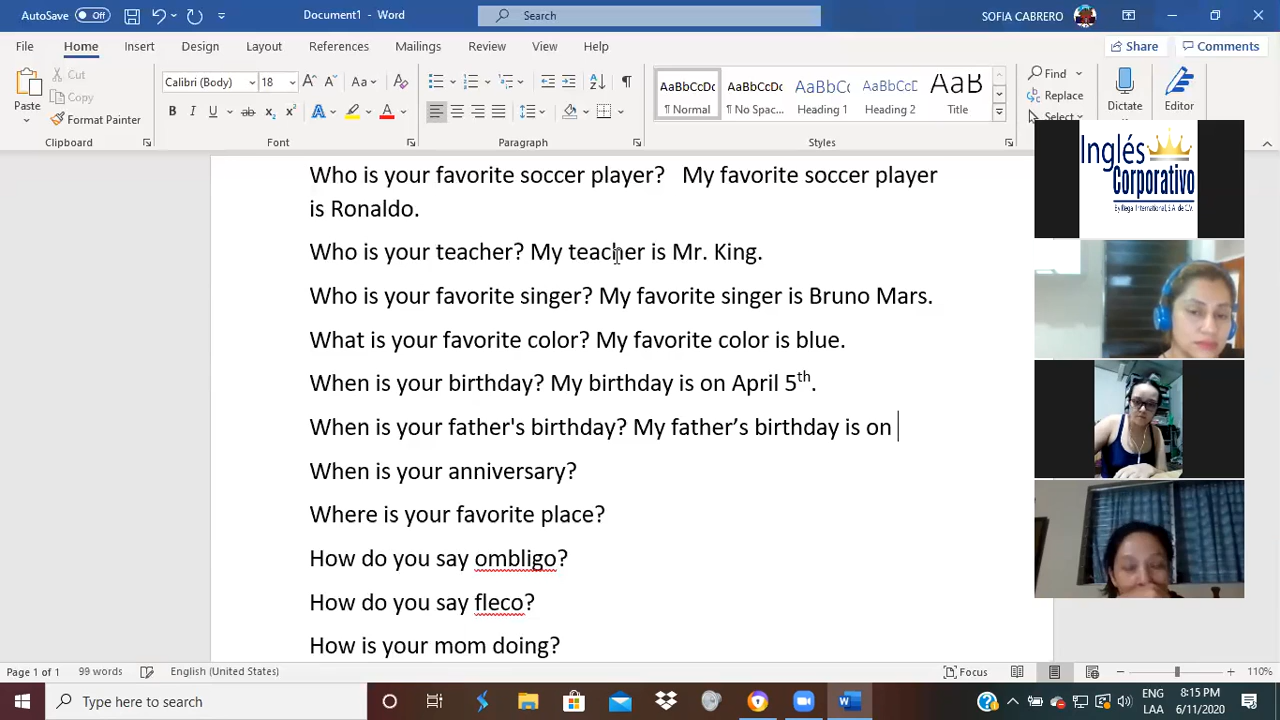 AutoSave Off Document1 - Word Search SOFIA CABRERO
File Home Insert Design Layout References Mailings Review View Help Share Comments
Paste Cut Copy Format Painter
Calibri (Body) 18
AaBbCcDc AaBbCcDc AaBbCc AaBbCcE AaB
¶ Normal ¶ No Spac... Heading 1 Heading 2 Title
Find Replace Select Dictate Editor
Clipboard Font Paragraph Styles
Who is your favorite soccer player? My favorite soccer player
is Ronaldo.
Who is your teacher? My teacher is Mr. King.
Who is your favorite singer? My favorite singer is Bruno Mars.
What is your favorite color? My favorite color is blue.
When is your birthday? My birthday is on April 5th.
When is your father's birthday? My father’s birthday is on
When is your anniversary?
Where is your favorite place?
How do you say ombligo?
How do you say fleco?
How is your mom doing?
Inglés
Corporativo
Page 1 of 1 99 words English (United States) Focus 110%
Type here to search
ENG
LAA
8:15 PM
6/11/2020